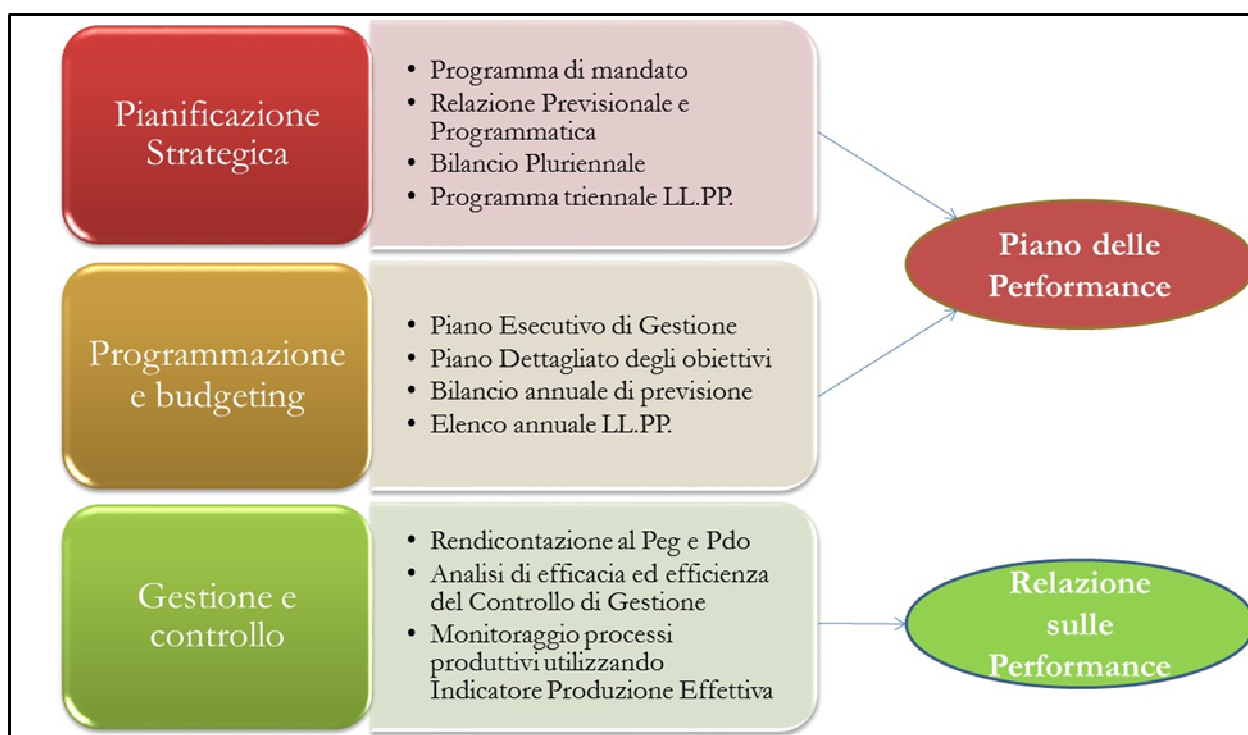 Pianificazione
Strategica
• Programma di mandato
• Relazione Previsionale e
Programmatica
• Bilancio Pluriennale
• Programma triennale LL.PP.
Piano delle
Performance
Programmazione
e budgeting
• Piano Esecutivo di Gestione
• Piano Dettagliato degli obiettivi
• Bilancio annuale di previsione
• Elenco annuale LL.PP.
Gestione e
controllo
• Rendicontazione al Peg e Pdo
• Analisi di efficacia ed efficienza
del Controllo di Gestione
• Monitoraggio processi
produttivi utilizzando
Indicatore Produzione Effettiva
Relazione
sulle
Performance